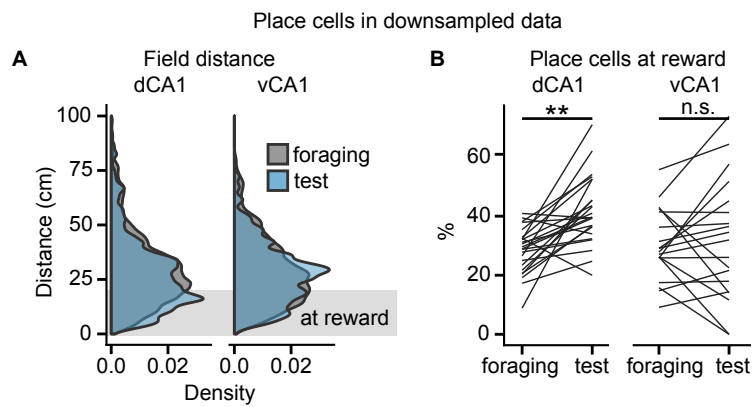 Place cells in downsampled data
A
Field distance
dCA1
vCA1
100
75
50
25
0
Distance (cm)
foraging
test
at reward
0.0
0.02
0.0
0.02
Density
B
Place cells at reward
dCA1
vCA1
**
n.s.
60
40
20
0
%
foraging
test
foraging
test